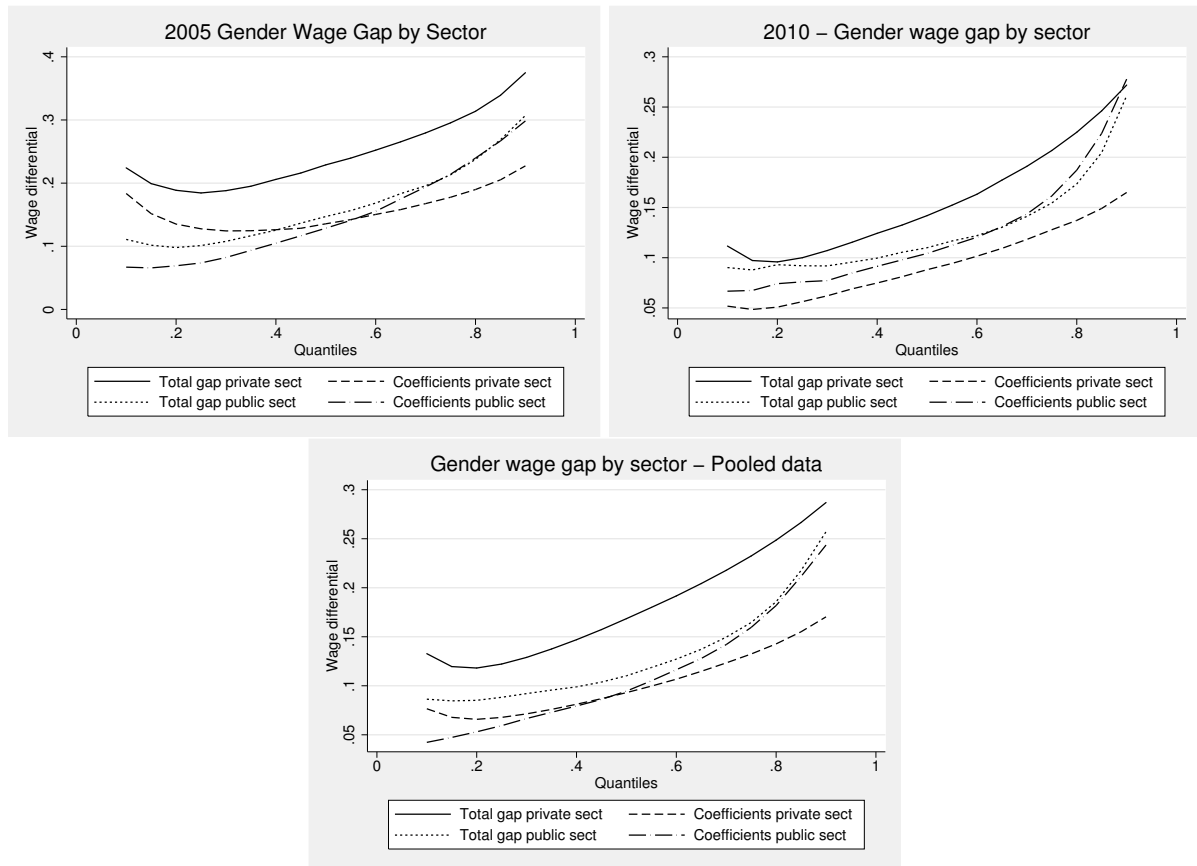 2005 Gender Wage Gap by Sector
Wage differential
.4
.3
.2
.1
0
0 .2 .4 .6 .8 1
Quantiles
Total gap private sect Coefficients private sect
Total gap public sect Coefficients public sect
2010 – Gender wage gap by sector
Wage differential
.3
.25
.2
.15
.1
.05
0 .2 .4 .6 .8 1
Quantiles
Total gap private sect Coefficients private sect
Total gap public sect Coefficients public sect
Gender wage gap by sector – Pooled data
Wage differential
.3
.25
.2
.15
.1
.05
0 .2 .4 .6 .8 1
Quantiles
Total gap private sect Coefficients private sect
Total gap public sect Coefficients public sect